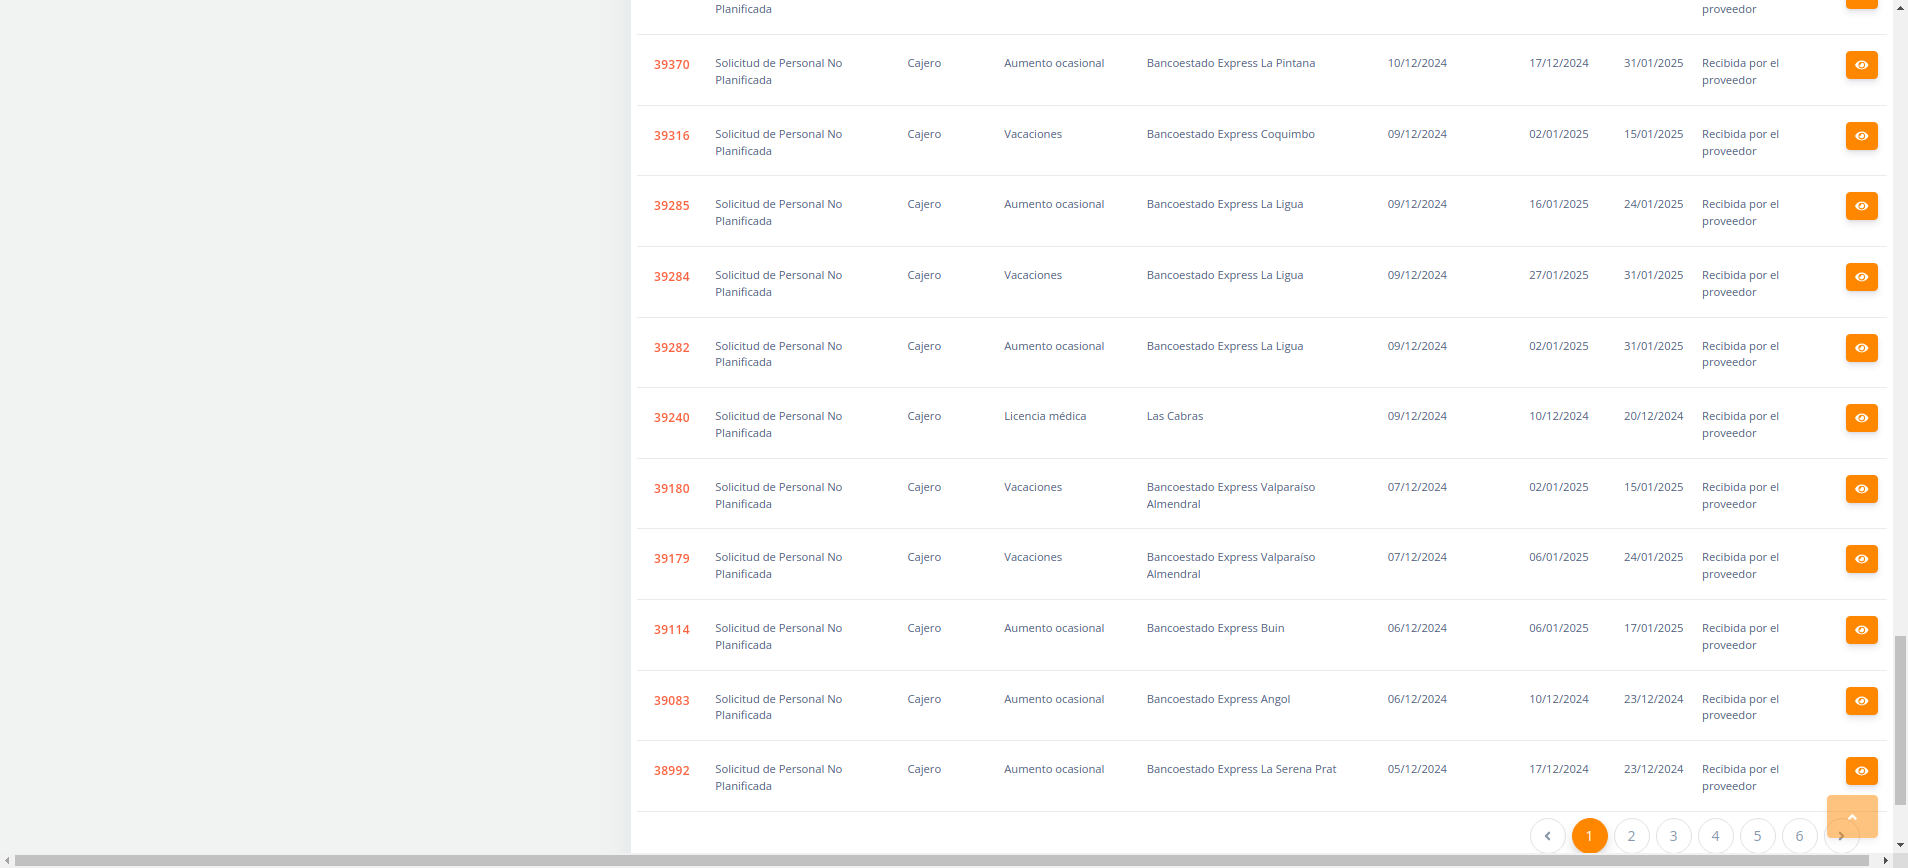 Planificada proveedor
39370 Solicitud de Personal No Cajero Aumento ocasional Bancoestado Express La Pintana 10/12/2024 17/12/2024 31/01/2025 Recibida por el
Planificada proveedor
39316 Solicitud de Personal No Cajero Vacaciones Bancoestado Express Coquimbo 09/12/2024 02/01/2025 15/01/2025 Recibida por el
Planificada proveedor
39285 Solicitud de Personal No Cajero Aumento ocasional Bancoestado Express La Ligua 09/12/2024 16/01/2025 24/01/2025 Recibida por el
Planificada proveedor
39284 Solicitud de Personal No Cajero Vacaciones Bancoestado Express La Ligua 09/12/2024 27/01/2025 31/01/2025 Recibida por el
Planificada proveedor
39282 Solicitud de Personal No Cajero Aumento ocasional Bancoestado Express La Ligua 09/12/2024 02/01/2025 31/01/2025 Recibida por el
Planificada proveedor
39240 Solicitud de Personal No Cajero Licencia médica Las Cabras 09/12/2024 10/12/2024 20/12/2024 Recibida por el
Planificada proveedor
39180 Solicitud de Personal No Cajero Vacaciones Bancoestado Express Valparaíso 07/12/2024 02/01/2025 15/01/2025 Recibida por el
Planificada Almendral proveedor
39179 Solicitud de Personal No Cajero Vacaciones Bancoestado Express Valparaíso 07/12/2024 06/01/2025 24/01/2025 Recibida por el
Planificada Almendral proveedor
39114 Solicitud de Personal No Cajero Aumento ocasional Bancoestado Express Buin 06/12/2024 06/01/2025 17/01/2025 Recibida por el
Planificada proveedor
39083 Solicitud de Personal No Cajero Aumento ocasional Bancoestado Express Angol 06/12/2024 10/12/2024 23/12/2024 Recibida por el
Planificada proveedor
38992 Solicitud de Personal No Cajero Aumento ocasional Bancoestado Express La Serena Prat 05/12/2024 17/12/2024 23/12/2024 Recibida por el
Planificada proveedor
1 2 3 4 5 6